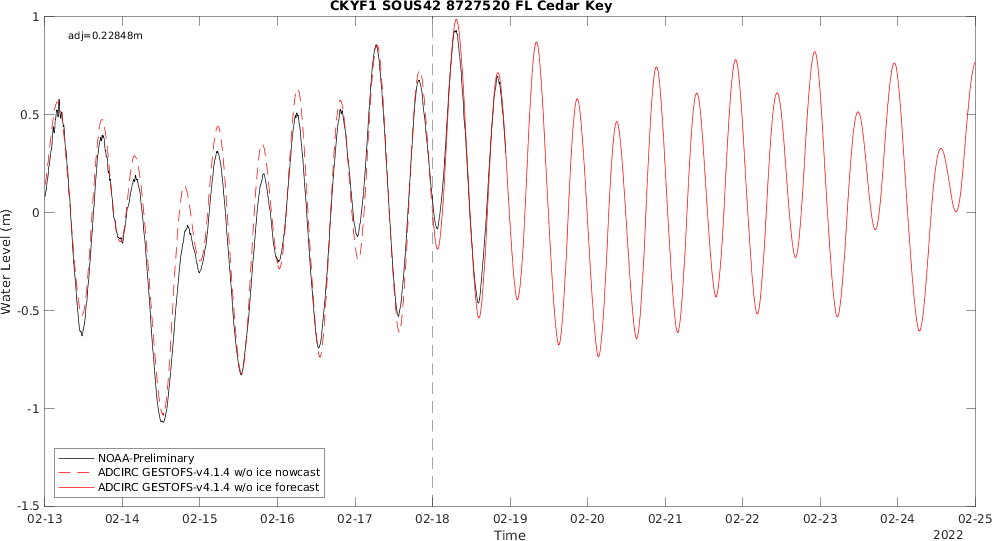 CKYF1 SOUS42 8727520 FL Cedar Key
adj=0.22848m
1
0.5
0
-0.5
-1
-1.5
Water Level (m)
NOAA-Preliminary
ADCIRC GESTOFS-v4.1.4 w/o ice nowcast
ADCIRC GESTOFS-v4.1.4 w/o ice forecast
02-13 02-14 02-15 02-16 02-17 02-18 02-19 02-20 02-21 02-22 02-23 02-24 02-25
Time
2022